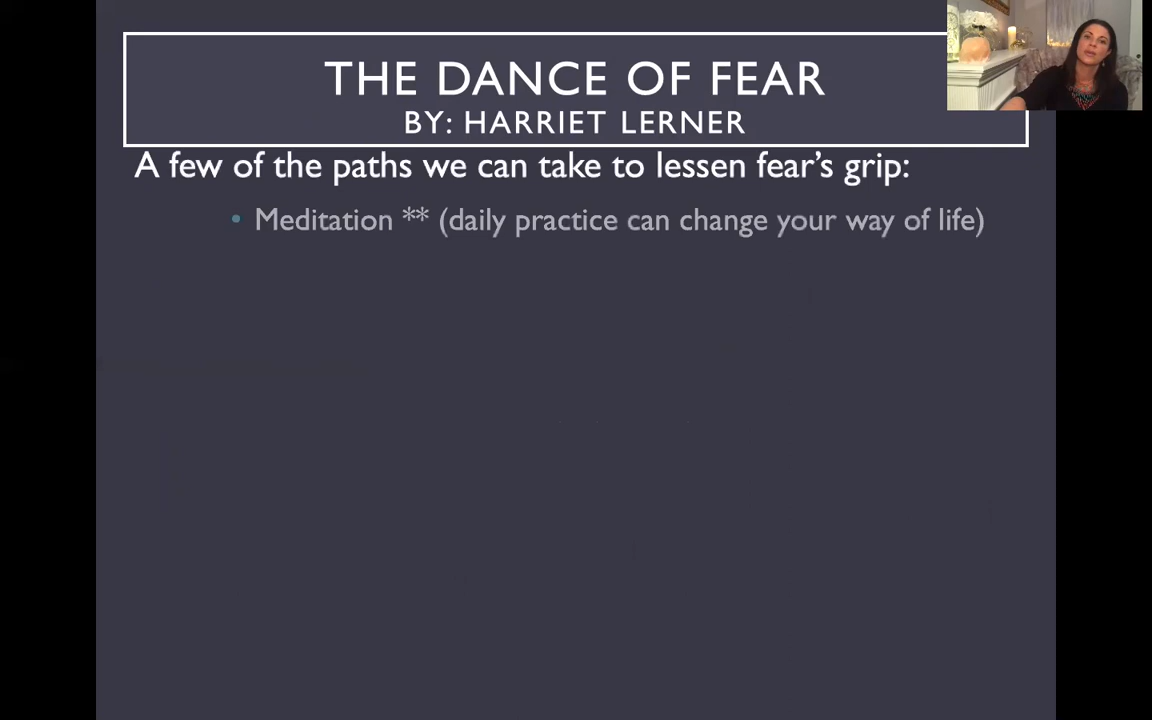 THE DANCE OF FEAR
BY: HARRIET LERNER
A few of the paths we can take to lessen fear's grip:
• Meditation ** (daily practice can change your way of life)